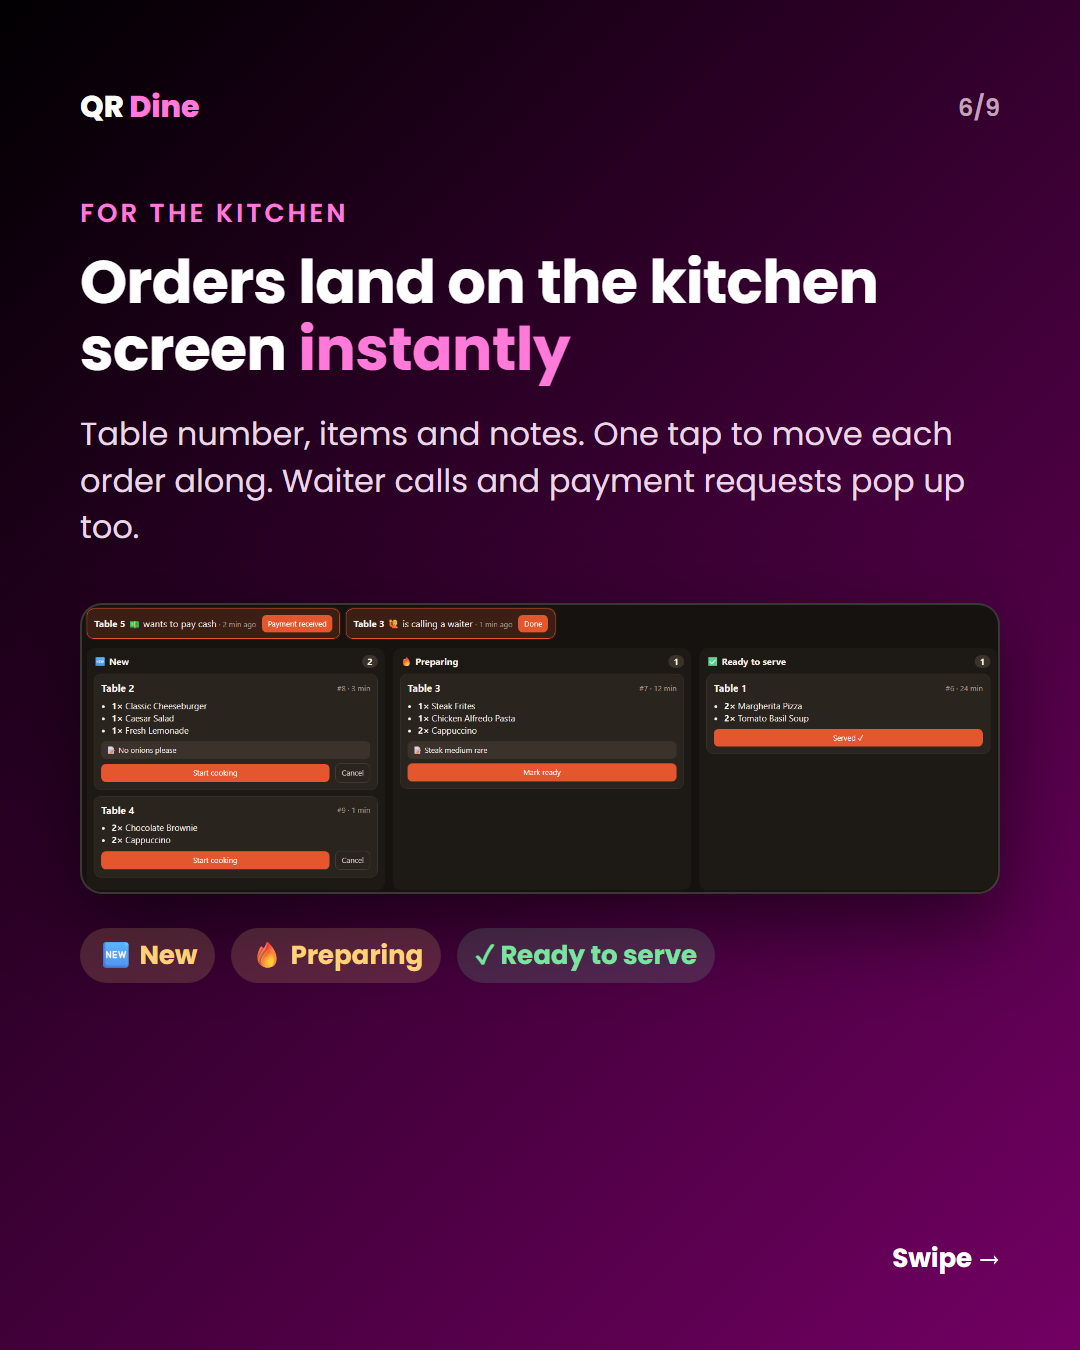 QR Dine
6/9
FOR THE KITCHEN
Orders land on the kitchen
screen instantly
Table number, items and notes. One tap to move each
order along. Waiter calls and payment requests pop up
too.
Table 5 💵 wants to pay cash · 2 min ago Payment received
Table 3 🙋 is calling a waiter · 1 min ago Done
🆕 New 2
Table 2 #8 · 3 min
• 1× Classic Cheeseburger
• 1× Caesar Salad
• 1× Fresh Lemonade
📝 No onions please
Start cooking Cancel
Table 4 #9 · 1 min
• 2× Chocolate Brownie
• 2× Cappuccino
Start cooking Cancel
🔥 Preparing 1
Table 3 #7 · 12 min
• 1× Steak Frites
• 1× Chicken Alfredo Pasta
• 2× Cappuccino
📝 Steak medium rare
Mark ready
✅ Ready to serve 1
Table 1 #6 · 24 min
• 2× Margherita Pizza
• 2× Tomato Basil Soup
Served ✓
🆕 New
🔥 Preparing
✓ Ready to serve
Swipe →